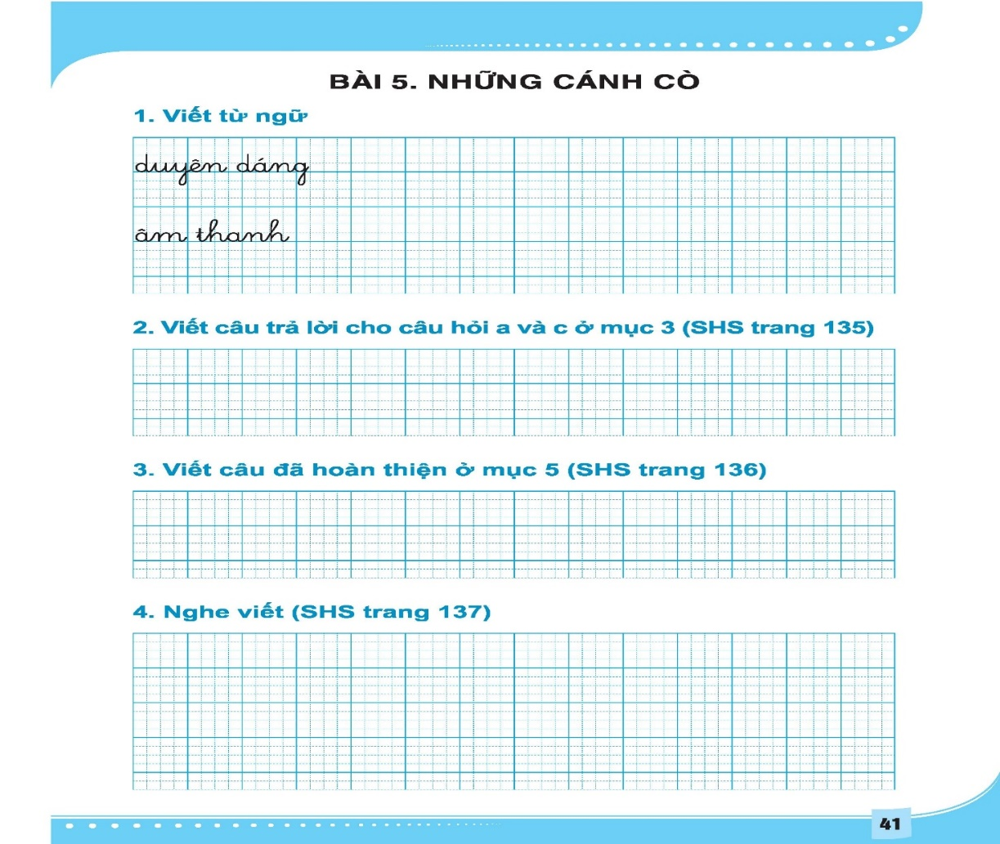 BÀI 5. NHỮNG CÁNH CÒ
1. Viết từ ngữ
duyên dáng
âm thanh
2. Viết câu trả lời cho câu hỏi a và c ở mục 3 (SHS trang 135)
3. Viết câu đã hoàn thiện ở mục 5 (SHS trang 136)
4. Nghe viết (SHS trang 137)
41